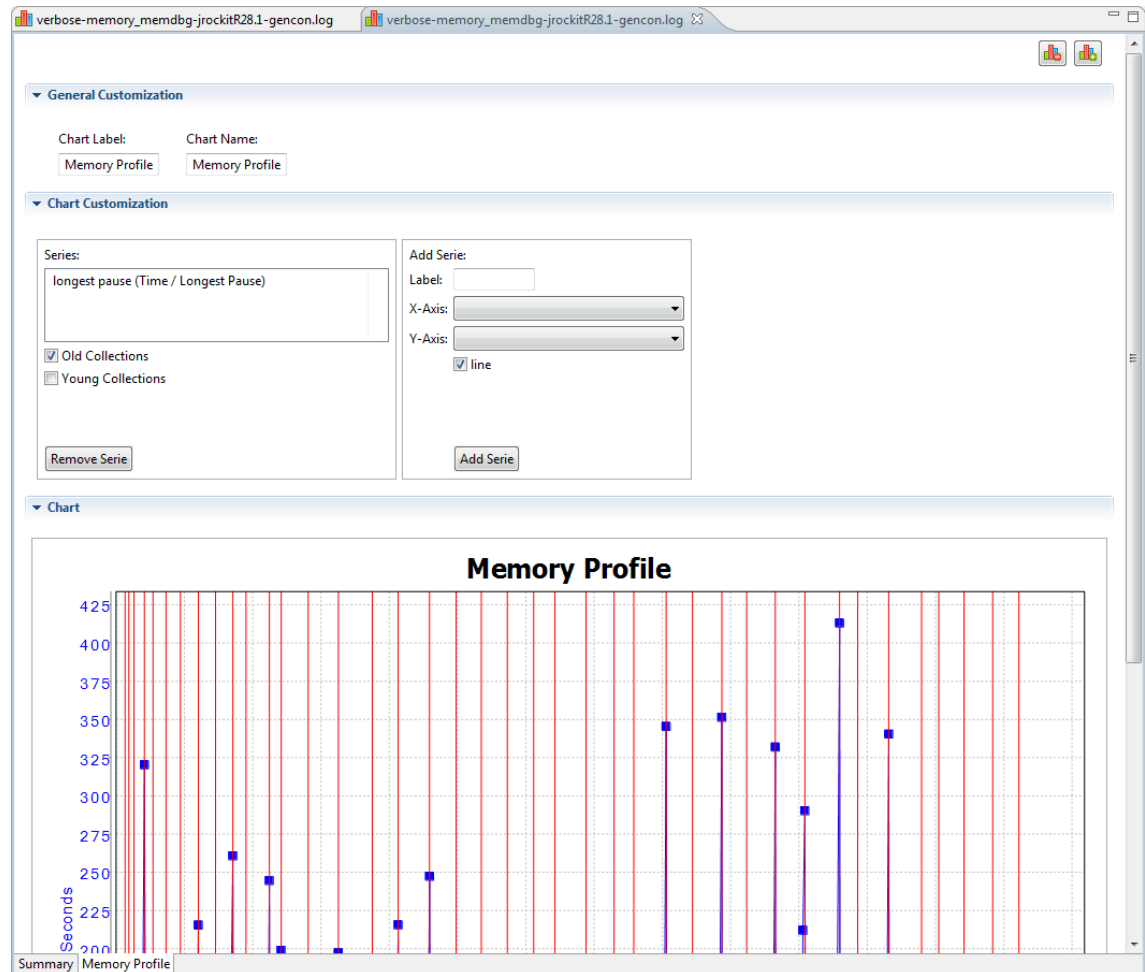 verbose-memory_memdbg-jrockitR28.1-gencon.log verbose-memory_memdbg-jrockitR28.1-gencon.log
General Customization
Chart Label: Chart Name:
Memory Profile Memory Profile
Chart Customization
Series:
longest pause (Time / Longest Pause)
Old Collections
Young Collections
Remove Serie
Add Serie:
Label:
X-Axis:
Y-Axis:
line
Add Serie
Chart
Memory Profile
425
400
375
350
325
300
275
250
225
200
Seconds
Summary Memory Profile